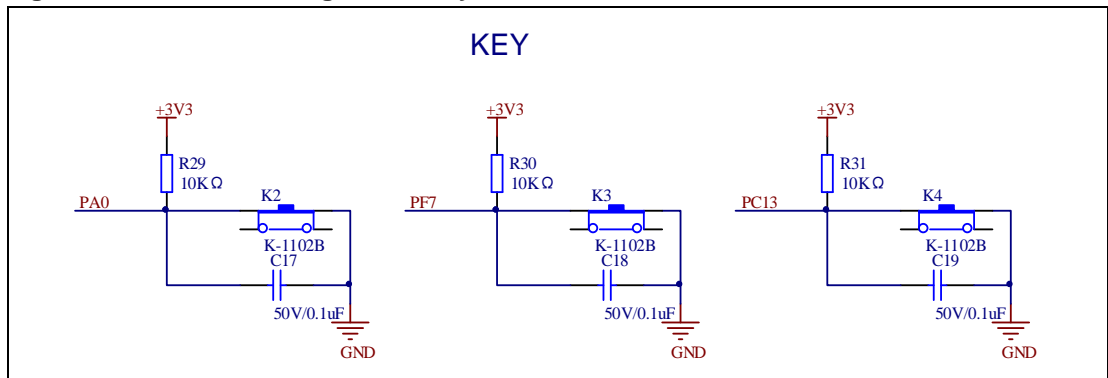 KEY
+3V3
R29
10KΩ
PA0
K2
K-1102B
C17
50V/0.1uF
GND
+3V3
R30
10KΩ
PF7
K3
K-1102B
C18
50V/0.1uF
GND
+3V3
R31
10KΩ
PC13
K4
K-1102B
C19
50V/0.1uF
GND